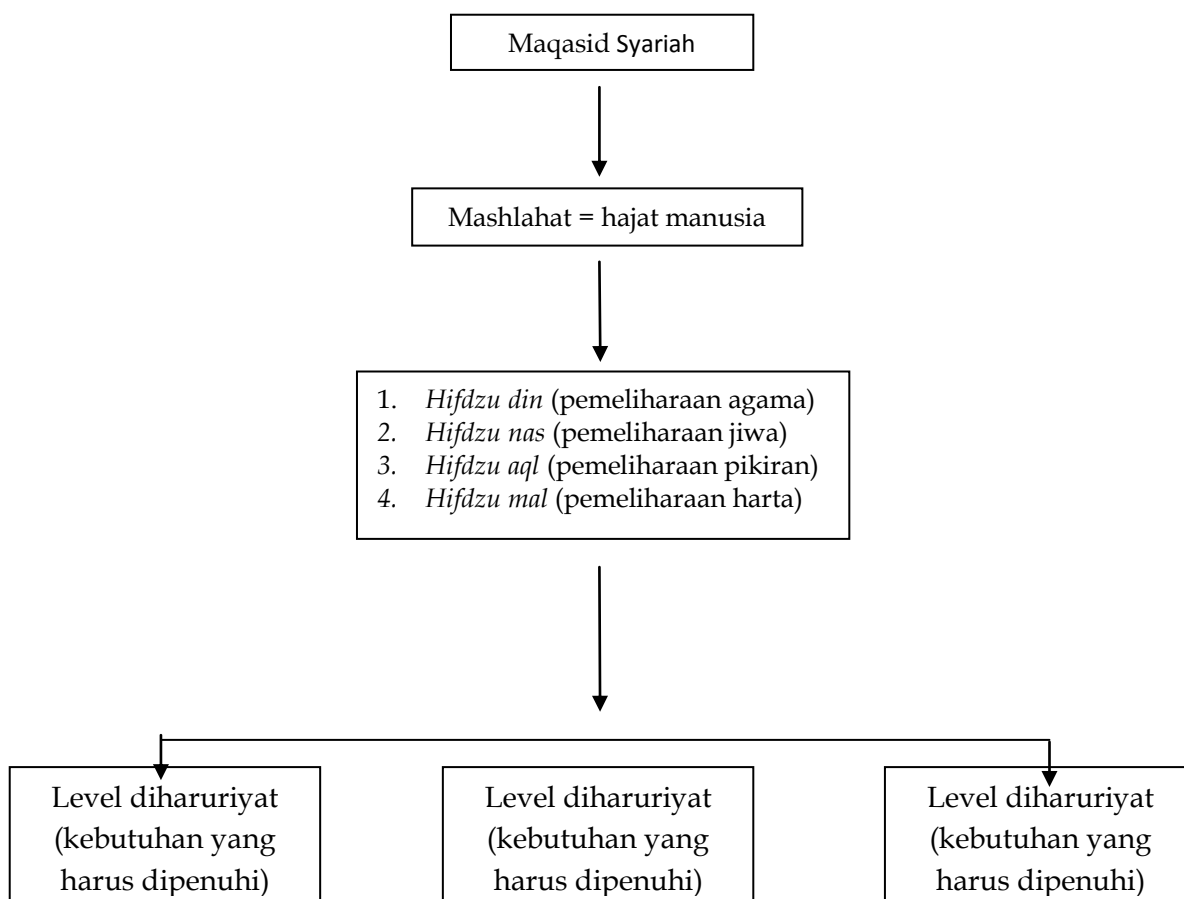 Maqasid Syariah
Mashlahat = hajat manusia
1. Hifdzu din (pemeliharaan agama)
2. Hifdzu nas (pemeliharaan jiwa)
3. Hifdzu aql (pemeliharaan pikiran)
4. Hifdzu mal (pemeliharaan harta)
Level diharuriyat
(kebutuhan yang
harus dipenuhi)
Level diharuriyat
(kebutuhan yang
harus dipenuhi)
Level diharuriyat
(kebutuhan yang
harus dipenuhi)